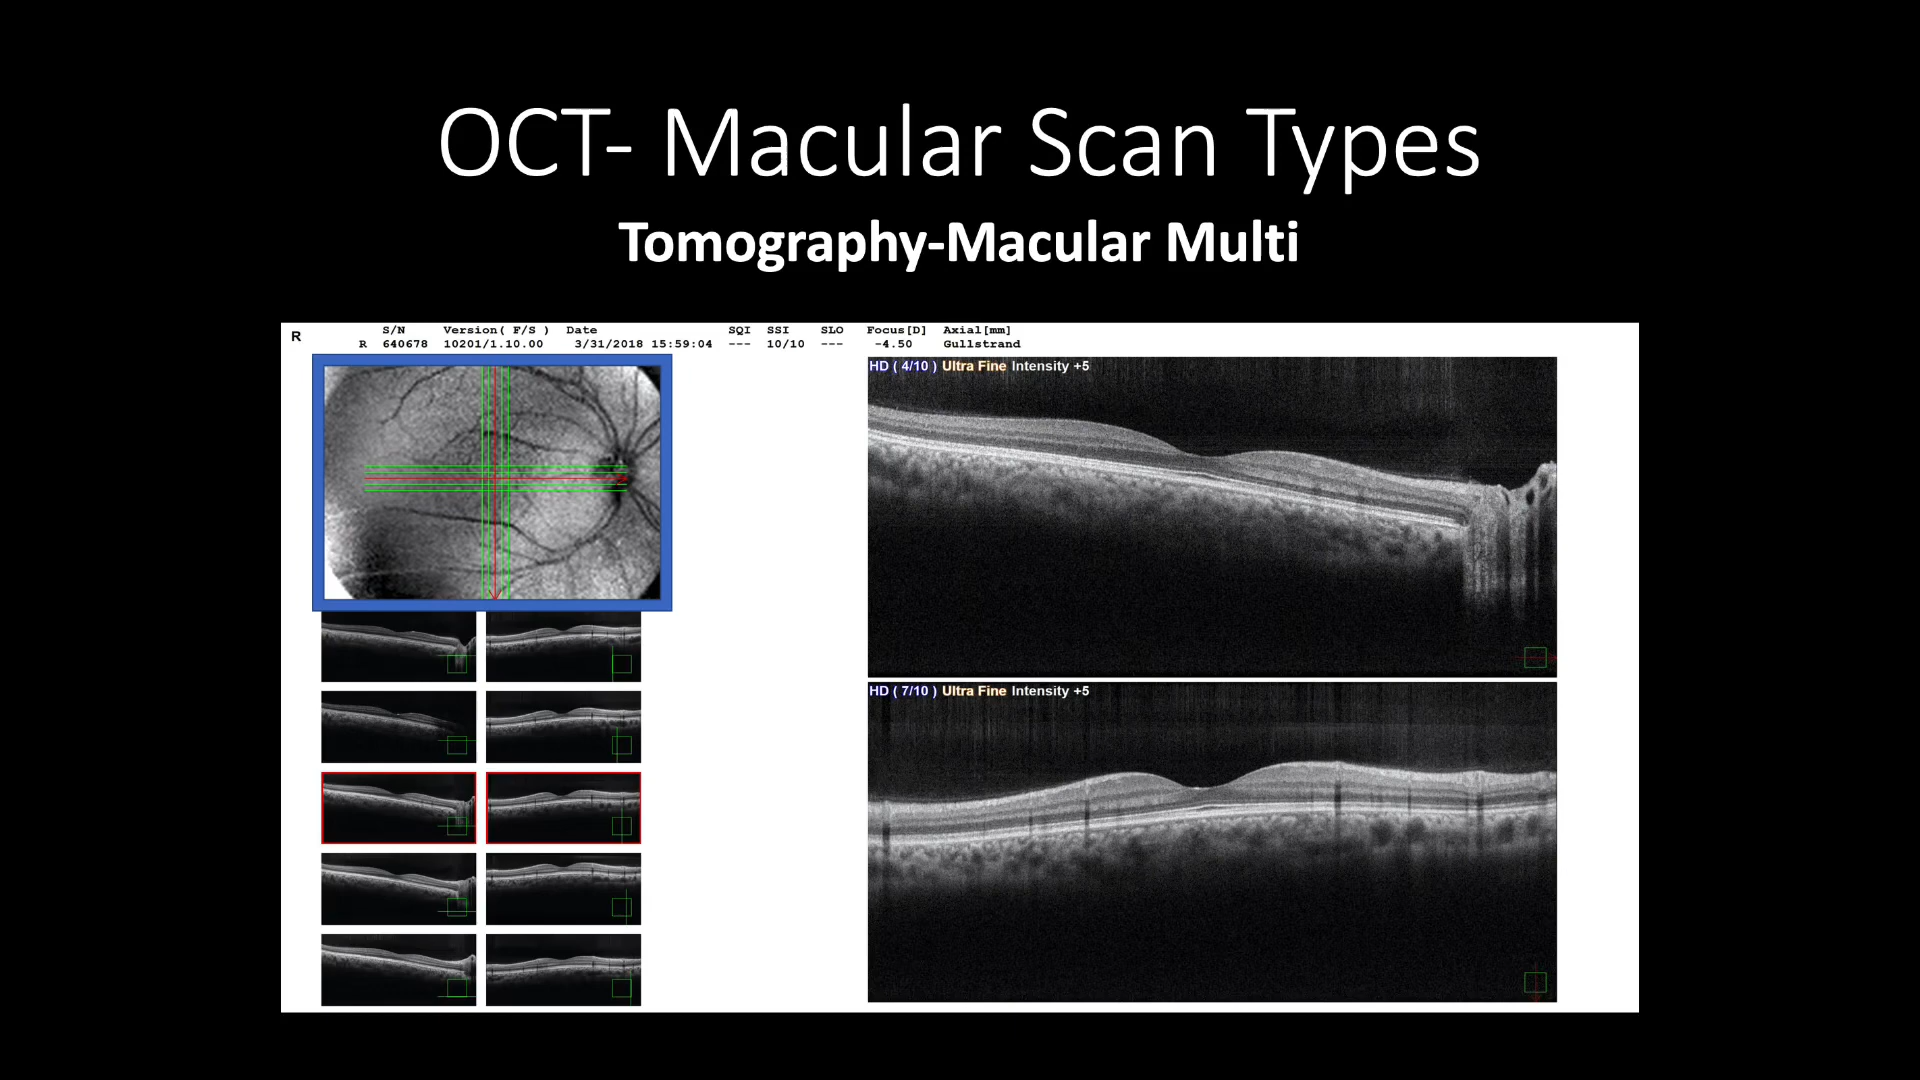 OCT- Macular Scan Types
Tomography-Macular Multi
R
S/N Version( F/S ) Date SQI SSI SLO Focus[D] Axial[mm]
R 640678 10201/1.10.00 3/31/2018 15:59:04 --- 10/10 --- -4.50 Gullstrand
HD ( 4/10 ) Ultra Fine Intensity +5
HD ( 7/10 ) Ultra Fine Intensity +5